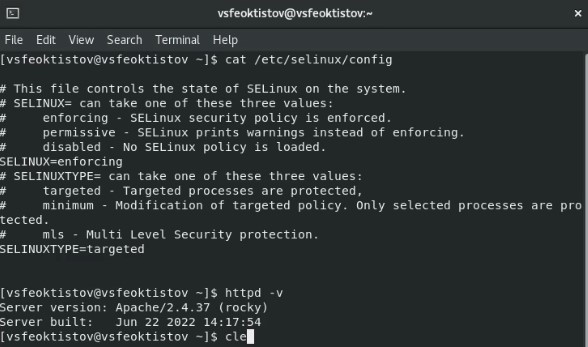 vsfeoktistov@vsfeoktistov:~
File Edit View Search Terminal Help
[vsfeoktistov@vsfeoktistov ~]$ cat /etc/selinux/config
# This file controls the state of SELinux on the system.
# SELINUX= can take one of these three values:
#     enforcing - SELinux security policy is enforced.
#     permissive - SELinux prints warnings instead of enforcing.
#     disabled - No SELinux policy is loaded.
SELINUX=enforcing
# SELINUXTYPE= can take one of these three values:
#     targeted - Targeted processes are protected,
#     minimum - Modification of targeted policy. Only selected processes are pro
tected.
#     mls - Multi Level Security protection.
SELINUXTYPE=targeted
[vsfeoktistov@vsfeoktistov ~]$ httpd -v
Server version: Apache/2.4.37 (rocky)
Server built:   Jun 22 2022 14:17:54
[vsfeoktistov@vsfeoktistov ~]$ cle